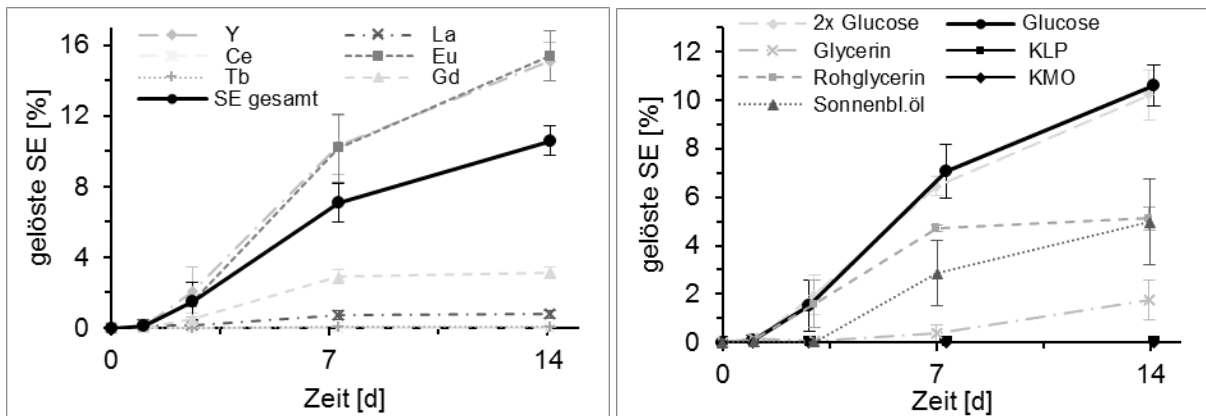 gelöste SE [%]
16
12
8
4
0
Y
La
Ce
Eu
Tb
Gd
SE gesamt
0
7
14
Zeit [d]
gelöste SE [%]
12
10
8
6
4
2
0
2x Glucose
Glucose
Glycerin
KLP
Rohglycerin
KMO
Sonnenbl.öl
0
7
14
Zeit [d]